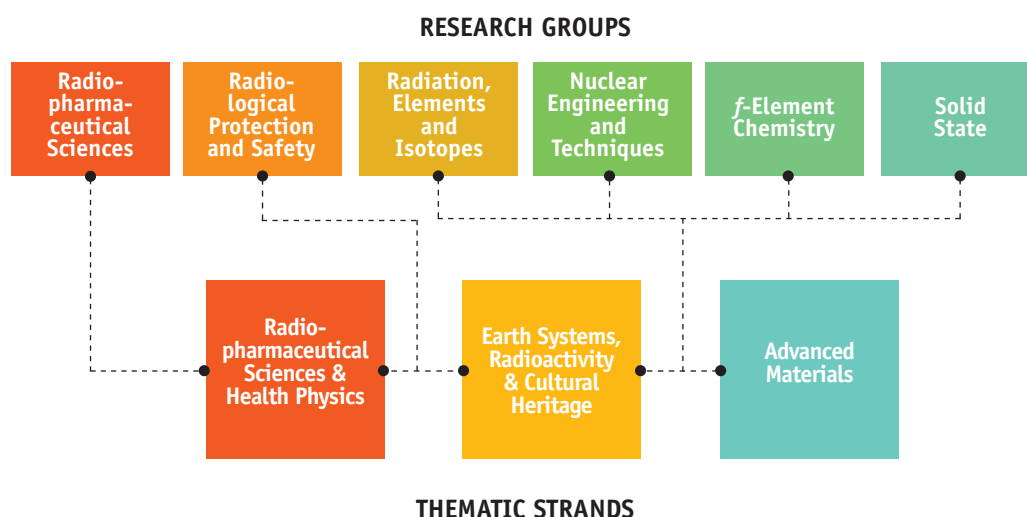 RESEARCH GROUPS
Radio-
pharma-
ceutical
Sciences
Radio-
logical
Protection
and Safety
Radiation,
Elements
and
Isotopes
Nuclear
Engineering
and
Techniques
f-Element
Chemistry
Solid
State
Radio-
pharmaceutical
Sciences &
Health Physics
Earth Systems,
Radioactivity
& Cultural
Heritage
Advanced
Materials
THEMATIC STRANDS